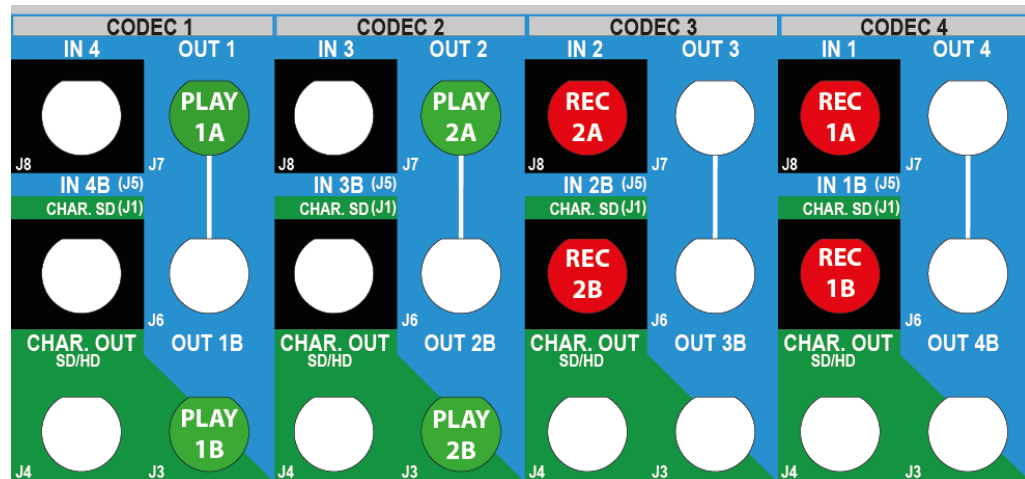 CODEC 1 CODEC 2 CODEC 3 CODEC 4
IN 4 OUT 1 IN 3 OUT 2 IN 2 OUT 3 IN 1 OUT 4
PLAY PLAY REC REC
1A 2A 2A 1A
J8 J7 J8 J7 J8 J7 J8 J7
IN 4B (J5) IN 3B (J5) IN 2B (J5) IN 1B (J5)
CHAR. SD (J1) CHAR. SD (J1) CHAR. SD (J1) CHAR. SD (J1)
REC REC
2B 1B
J6 J6 J6 J6
CHAR. OUT OUT 1B CHAR. OUT OUT 2B CHAR. OUT OUT 3B CHAR. OUT OUT 4B
SD/HD SD/HD SD/HD SD/HD
PLAY PLAY
1B 2B
J4 J3 J4 J3 J4 J3 J4 J3